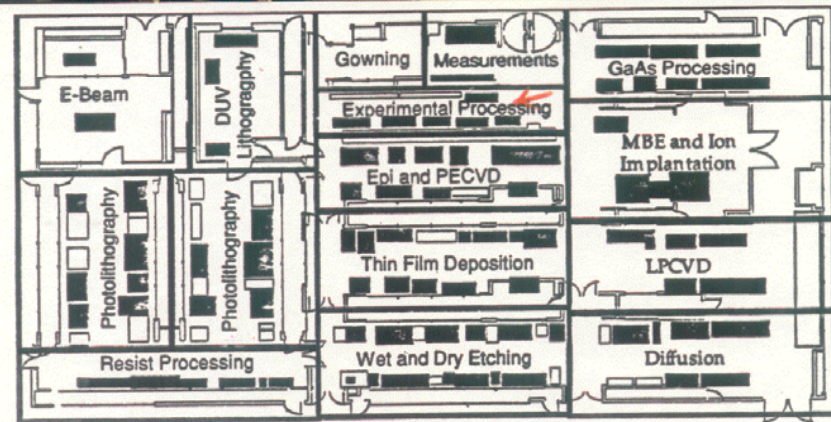 E-Beam
DUV
Lithogragphy
Gowning
Measurements
GaAs Processing
Experimental Processing
MBE and Ion
Implantation
Epi and PECVD
Photolithography
Photolithography
Thin Film Deposition
LPCVD
Resist Processing
Wet and Dry Etching
Diffusion